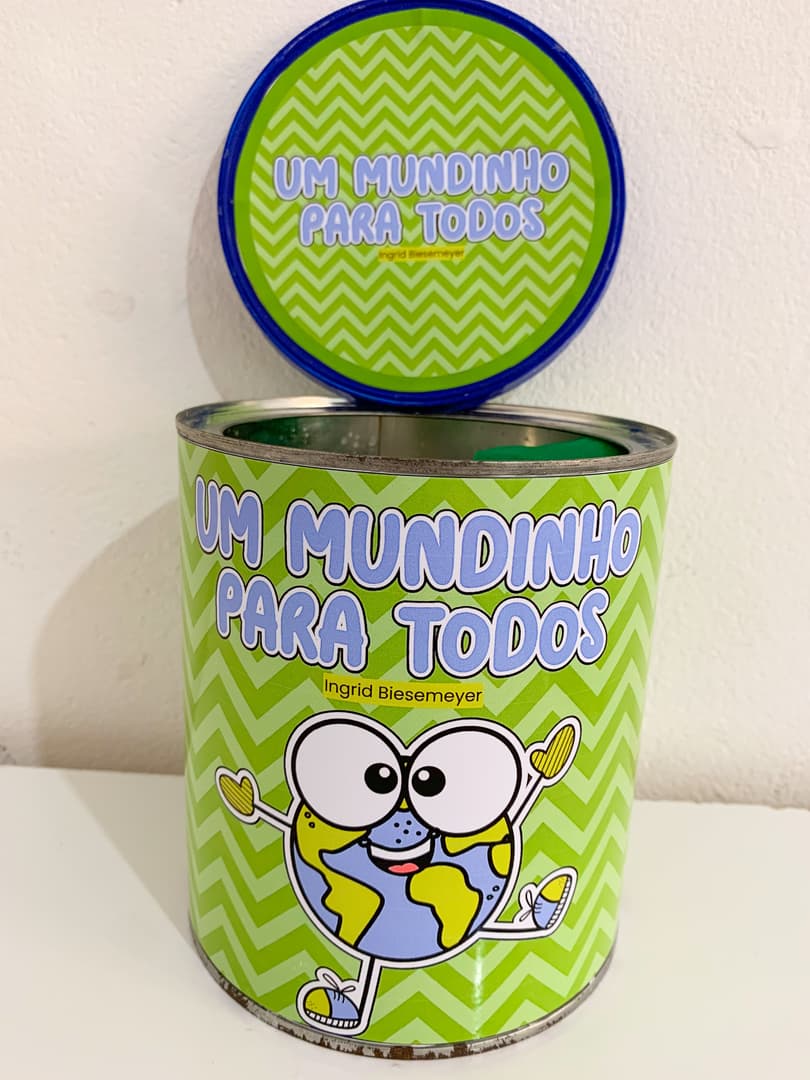 UM MUNDINHO
PARA TODOS
Ingrid Biesemeyer
UM MUNDINHO
PARA TODOS
Ingrid Biesemeyer